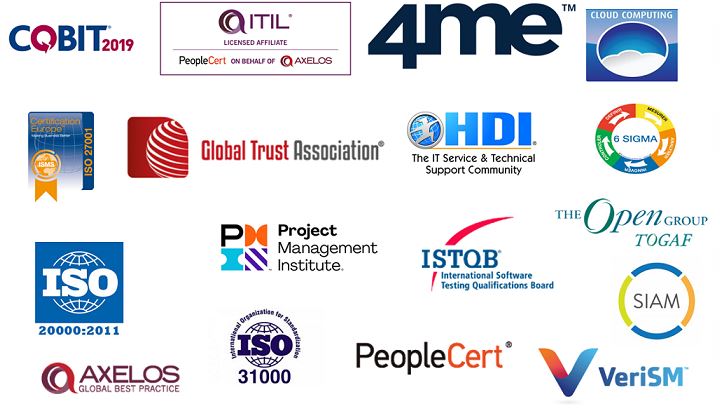 COBIT® 2019
ITIL®
LICENSED AFFILIATE
PeopleCert ON BEHALF OF AXELOS
4me™
CLOUD COMPUTING
Certification
Europe
ISO 27001
ISMS
Global Trust Association®
HDI®
The IT Service & Technical
Support Community
6 SIGMA
THE Open GROUP
TOGAF
Project
Management
Institute.
ISTQB®
International Software
Testing Qualifications Board
ISO
20000:2011
SIAM
International Organization for Standardization
ISO
31000
AXELOS
GLOBAL BEST PRACTICE
PeopleCert®
VeriSM™